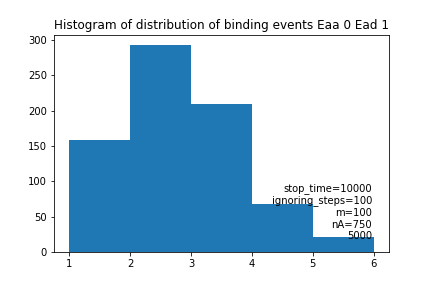 Histogram of distribution of binding events Eaa 0 Ead 1
300
250
200
150
100
50
0
stop_time=10000
ignoring_steps=100
m=100
nA=750
5000
1 2 3 4 5 6